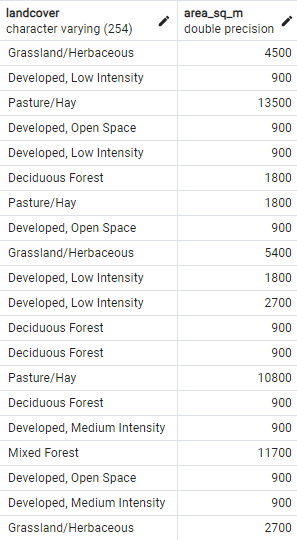 landcover area_sq_m
character varying (254) double precision
Grassland/Herbaceous 4500
Developed, Low Intensity 900
Pasture/Hay 13500
Developed, Open Space 900
Developed, Low Intensity 900
Deciduous Forest 1800
Pasture/Hay 1800
Developed, Open Space 900
Grassland/Herbaceous 5400
Developed, Low Intensity 1800
Developed, Low Intensity 2700
Deciduous Forest 900
Deciduous Forest 900
Pasture/Hay 10800
Deciduous Forest 900
Developed, Medium Intensity 900
Mixed Forest 11700
Developed, Open Space 900
Developed, Medium Intensity 900
Grassland/Herbaceous 2700